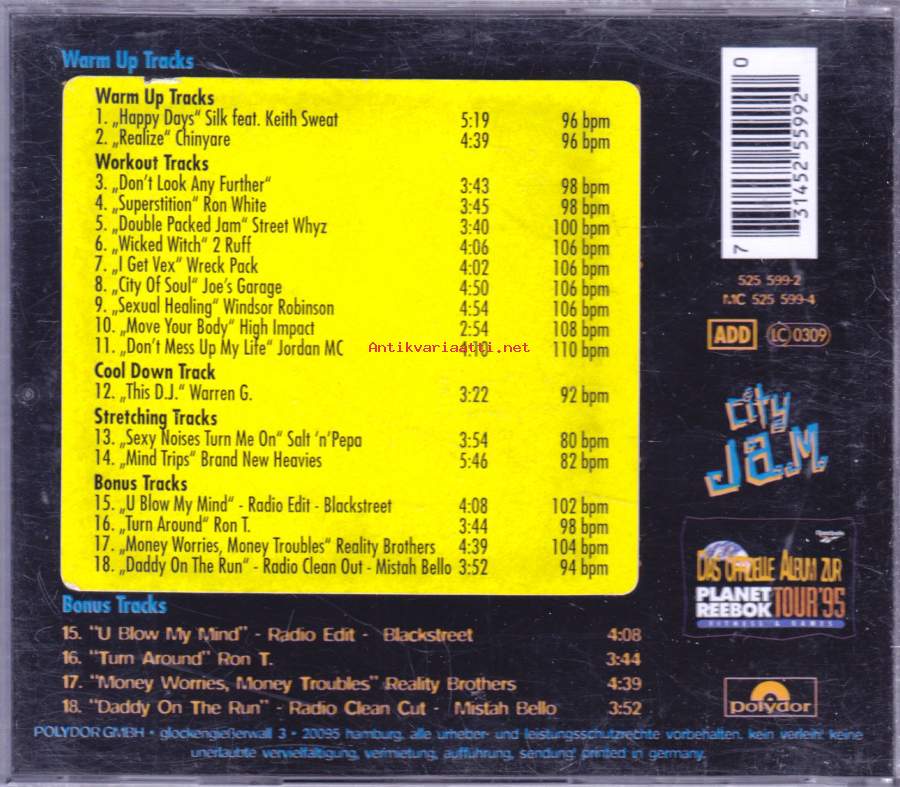 Warm Up Tracks
Warm Up Tracks
1. „Happy Days“ Silk feat. Keith Sweat 5:19 96 bpm
2. „Realize“ Chinyare 4:39 96 bpm
Workout Tracks
3. „Don't Look Any Further“ 3:43 98 bpm
4. „Superstition“ Ron White 3:45 98 bpm
5. „Double Packed Jam“ Street Whyz 3:40 100 bpm
6. „Wicked Witch“ 2 Ruff 4:06 106 bpm
7. „I Get Vex“ Wreck Pack 4:02 106 bpm
8. „City Of Soul“ Joe's Garage 4:50 106 bpm
9. „Sexual Healing“ Windsor Robinson 4:54 106 bpm
10. „Move Your Body“ High Impact 2:54 108 bpm
11. „Don't Mess Up My Life“ Jordan MC 4:10 110 bpm
Antikvariaatti.net
Cool Down Track
12. „This D.J.“ Warren G. 3:22 92 bpm
Stretching Tracks
13. „Sexy Noises Turn Me On“ Salt 'n'Pepa 3:54 80 bpm
14. „Mind Trips“ Brand New Heavies 5:46 82 bpm
Bonus Tracks
15. „U Blow My Mind“ - Radio Edit - Blackstreet 4:08 102 bpm
16. „Turn Around“ Ron T. 3:44 98 bpm
17. „Money Worries, Money Troubles“ Reality Brothers 4:39 104 bpm
18. „Daddy On The Run“ - Radio Clean Out - Mistah Bello 3:52 94 bpm
Bonus Tracks
15. "U Blow My Mind" - Radio Edit - Blackstreet 4:08
16. "Turn Around" Ron T. 3:44
17. "Money Worries, Money Troubles" Reality Brothers 4:39
18. "Daddy On The Run" - Radio Clean Cut - Mistah Bello 3:52
POLYDOR GMBH • glockengießerwall 3 • 20095 hamburg. alle urheber- und leistungsschutzrechte vorbehalten. kein verleih! keine
unerlaubte vervielfältigung, vermietung, aufführung, sendung! printed in germany.
7 31452 55992 0
525 599-2
MC 525 599-4
ADD LC 0309
city
JAM
Reebok
DAS OFFIZIELLE ALBUM ZUR
PLANET
REEBOK
TOUR'95
FITNESS & GAMES
polydor